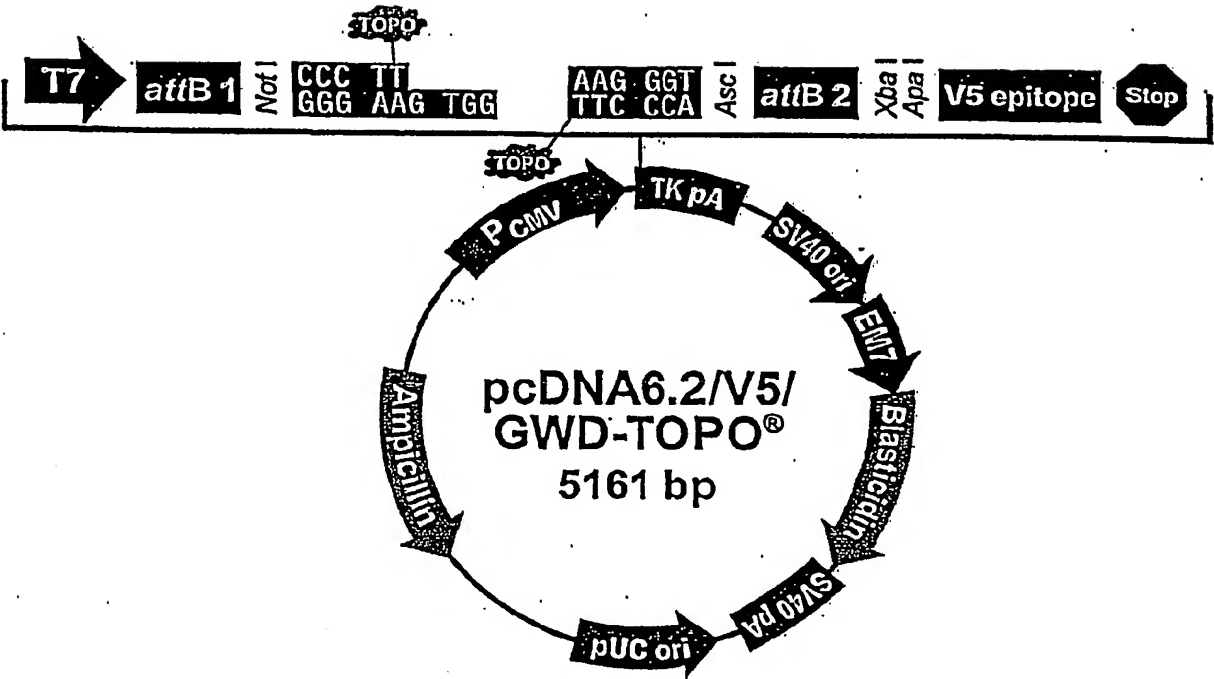 TOPO
T7 attB 1 Not I CCC TT AAG GGT Asc I attB 2 Xba I Apa I V5 epitope Stop
GGG AAG TGG TTC CCA
TOPO
PCMV
TK pA
SV40 ori
EM7
Blasticidin
SV40 pA
pUC ori
Ampicillin
pcDNA6.2/V5/
GWD-TOPO®
5161 bp